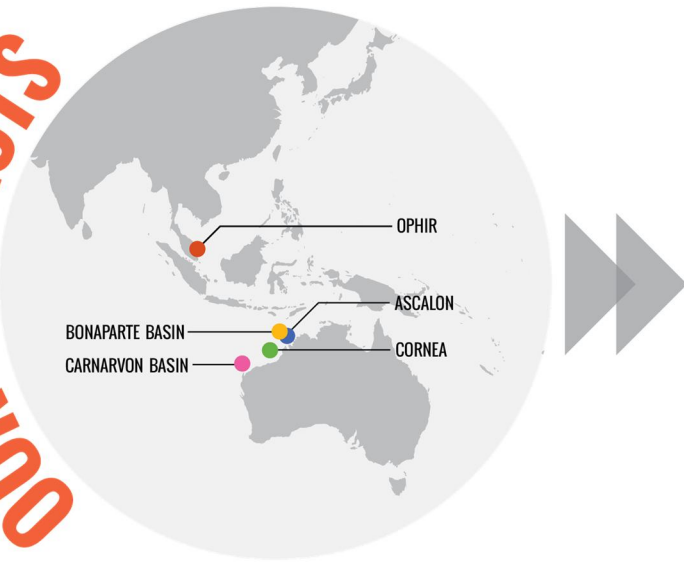 OPHIR
ASCALON
BONAPARTE BASIN
CORNEA
CARNARVON BASIN